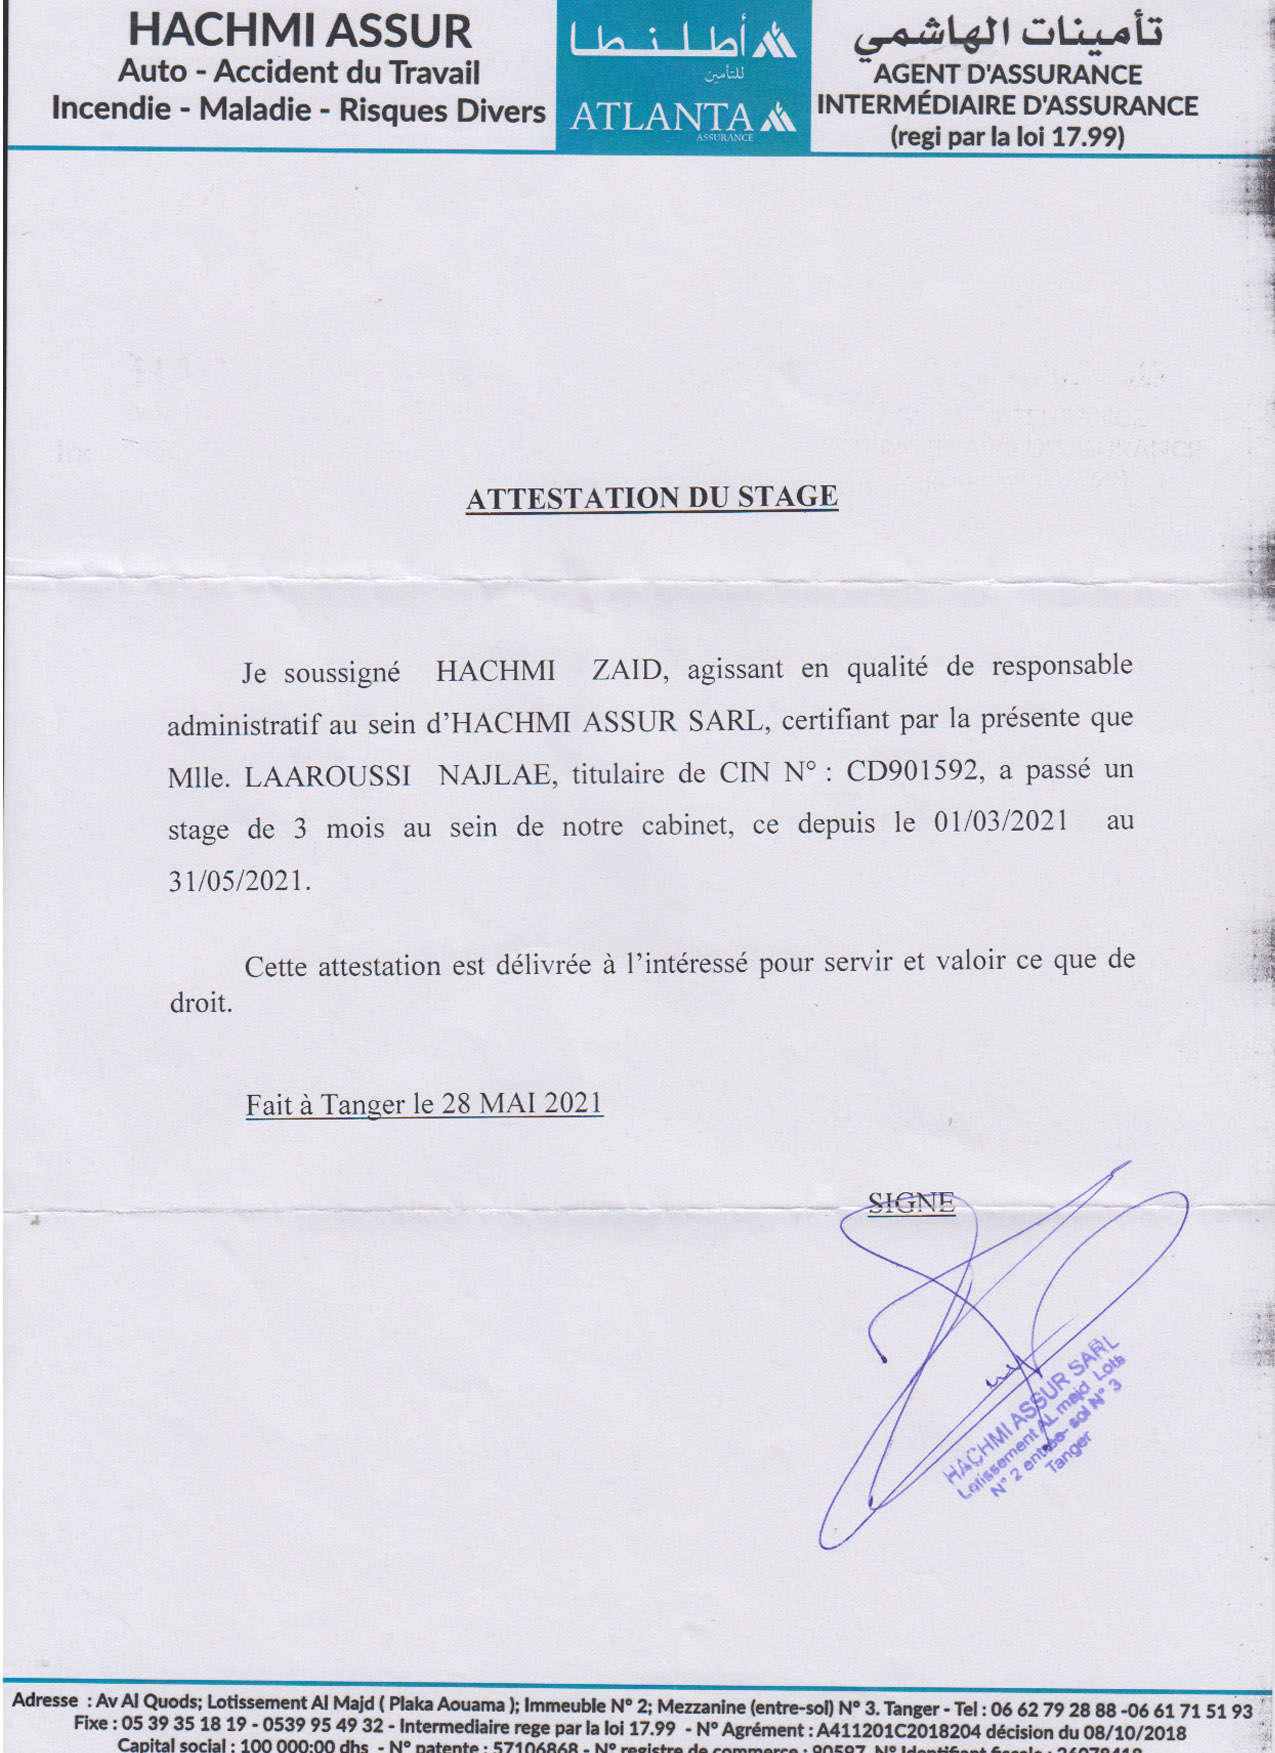 HACHMI ASSUR
Auto - Accident du Travail
Incendie - Maladie - Risques Divers
أطلنطا
للتأمين
ATLANTA
ASSURANCE
تأمينات الهاشمي
AGENT D'ASSURANCE
INTERMÉDIAIRE D'ASSURANCE
(regi par la loi 17.99)
ATTESTATION DU STAGE
Je soussigné HACHMI ZAID, agissant en qualité de responsable
administratif au sein d’HACHMI ASSUR SARL, certifiant par la présente que
Mlle. LAAROUSSI NAJLAE, titulaire de CIN N° : CD901592, a passé un
stage de 3 mois au sein de notre cabinet, ce depuis le 01/03/2021 au
31/05/2021.
Cette attestation est délivrée à l’intéressé pour servir et valoir ce que de
droit.
Fait à Tanger le 28 MAI 2021
SIGNE
HACHMI ASSUR SARL
Lotissement AL majd Lots
N° 2 entrée- sol N° 3
Tanger
Adresse : Av Al Quods; Lotissement Al Majd ( Plaka Aouama ); Immeuble N° 2; Mezzanine (entre-sol) N° 3. Tanger - Tel : 06 62 79 28 88 -06 61 71 51 93
Fixe : 05 39 35 18 19 - 0539 95 49 32 - Intermediaire rege par la loi 17.99 - N° Agrément : A411201C2018204 décision du 08/10/2018
Capital social : 100 000:00 dhs - N° patente : 57106868 - N° registre de commerce : 90597